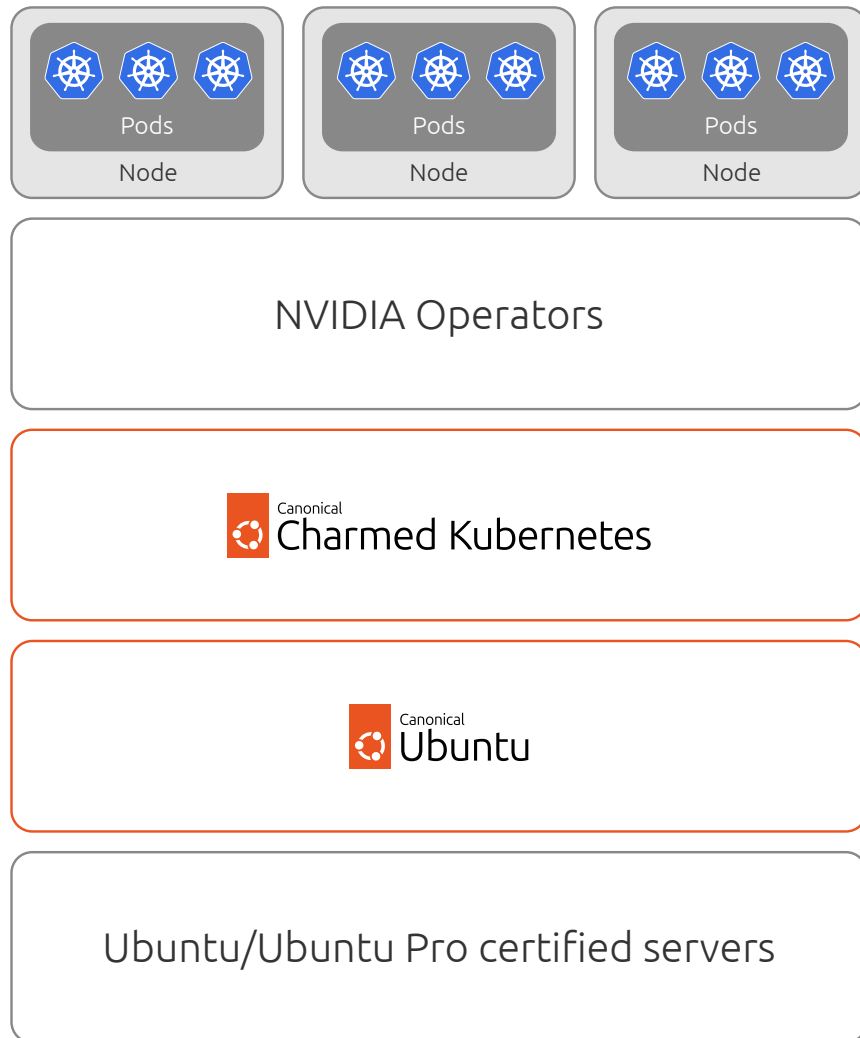 Pods Pods Pods
Node Node Node
NVIDIA Operators
Canonical
Charmed Kubernetes
Canonical
Ubuntu
Ubuntu/Ubuntu Pro certified servers